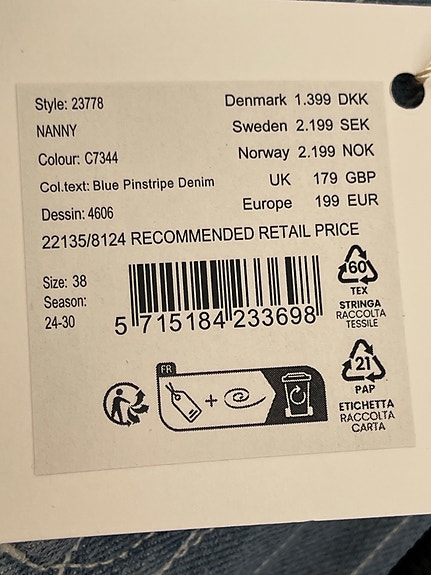 Style: 23778
NANNY
Colour: C7344
Col.text: Blue Pinstripe Denim
Dessin: 4606
Denmark 1.399 DKK
Sweden 2.199 SEK
Norway 2.199 NOK
UK 179 GBP
Europe 199 EUR
22135/8124 RECOMMENDED RETAIL PRICE
Size: 38
Season:
24-30
5 715184 233698
60
TEX
STRINGA
RACCOLTA
TESSILE
FR
+
21
PAP
ETICHETTA
RACCOLTA
CARTA